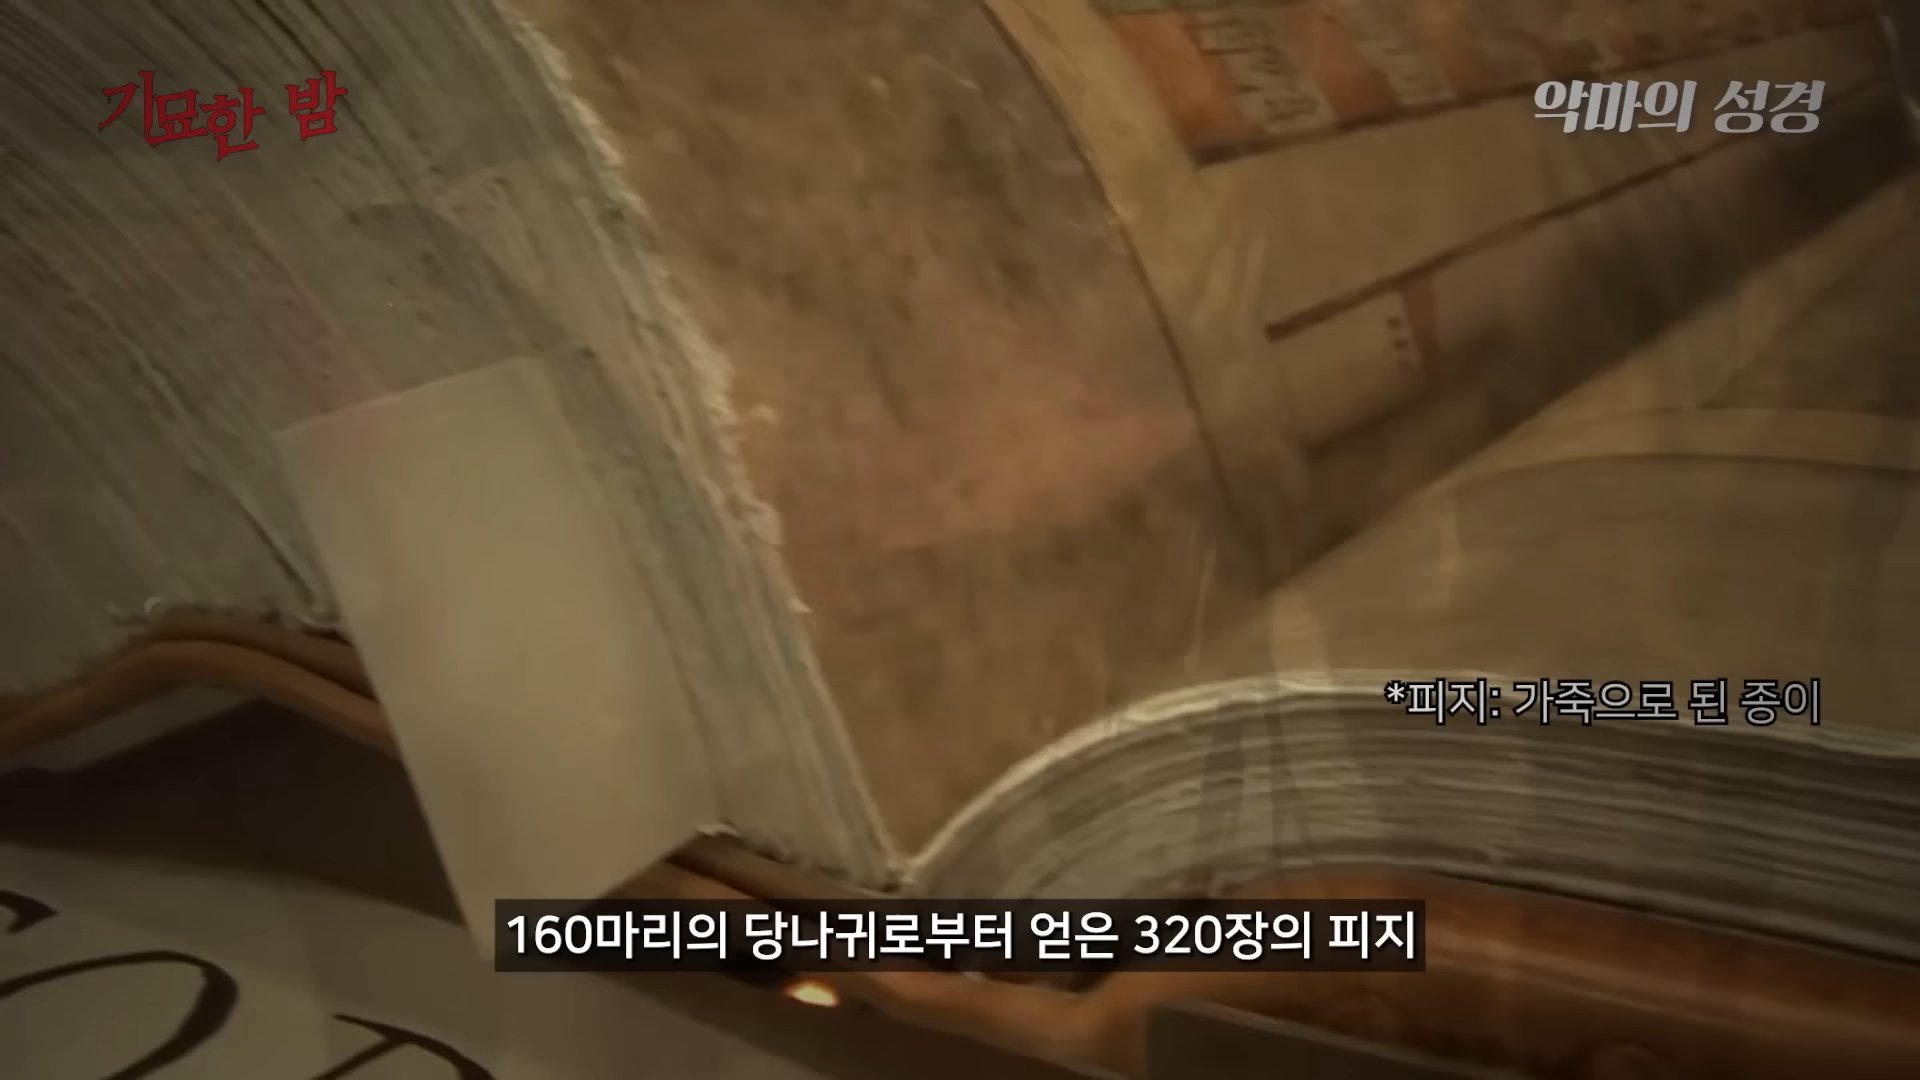 기묘한 밤
악마의 성경
*피지: 가죽으로 된 종이
160마리의 당나귀로부터 얻은 320장의 피지